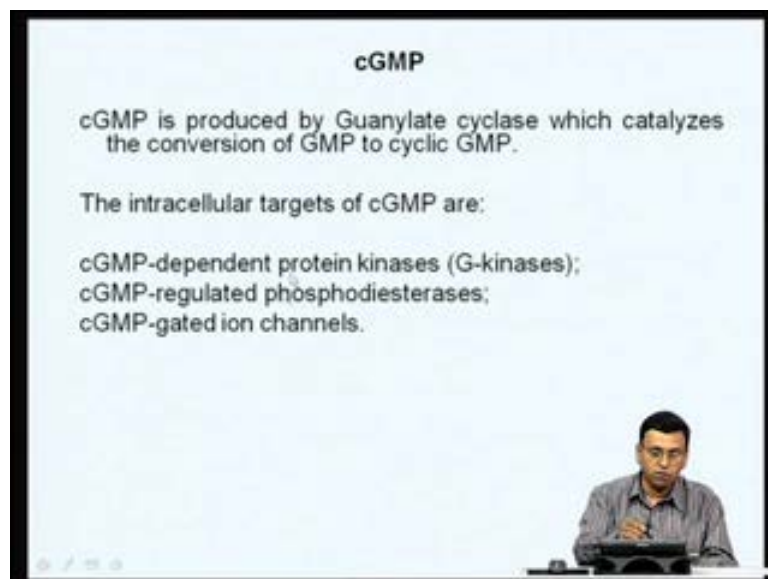 cGMP
cGMP is produced by Guanylate cyclase which catalyzes
the conversion of GMP to cyclic GMP.
The intracellular targets of cGMP are:
cGMP-dependent protein kinases (G-kinases);
cGMP-regulated phosphodiesterases;
cGMP-gated ion channels.